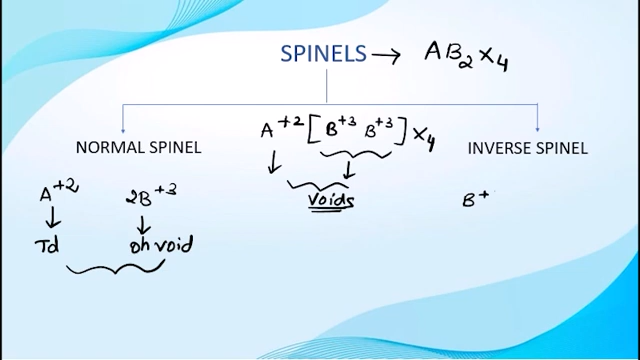 SPINELS → AB₂X₄
A⁺² [B⁺³ B⁺³] X₄
NORMAL SPINEL
INVERSE SPINEL
A⁺² 2B⁺³
Voids
B⁺
Td Oh void